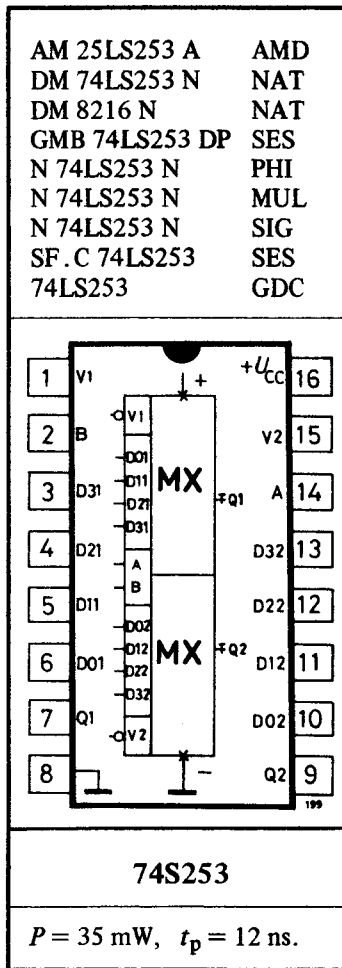 AM 25LS253 A AMD
DM 74LS253 N NAT
DM 8216 N NAT
GMB 74LS253 DP SES
N 74LS253 N PHI
N 74LS253 N MUL
N 74LS253 N SIG
SF.C 74LS253 SES
74LS253 GDC
1 V1
2 B
3 D31
4 D21
5 D11
6 D01
7 Q1
8
+
V1
D01
D11
D21
D31
A
B
D02
D12
D22
D32
V2
MX
Q1
MX
Q2
−
+UCC 16
V2 15
A 14
D32 13
D22 12
D12 11
D02 10
Q2 9
199
74S253
P = 35 mW, tp = 12 ns.